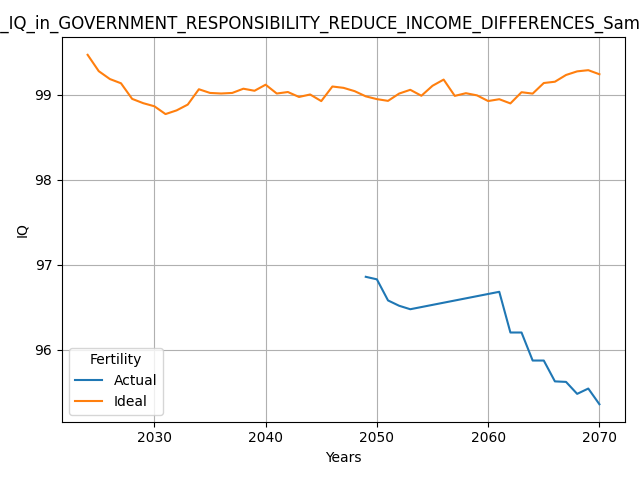 _IQ_in_GOVERNMENT_RESPONSIBILITY_REDUCE_INCOME_DIFFERENCES_Sam
99
98
97
96
IQ
Fertility
Actual
Ideal
2030 2040 2050 2060 2070
Years